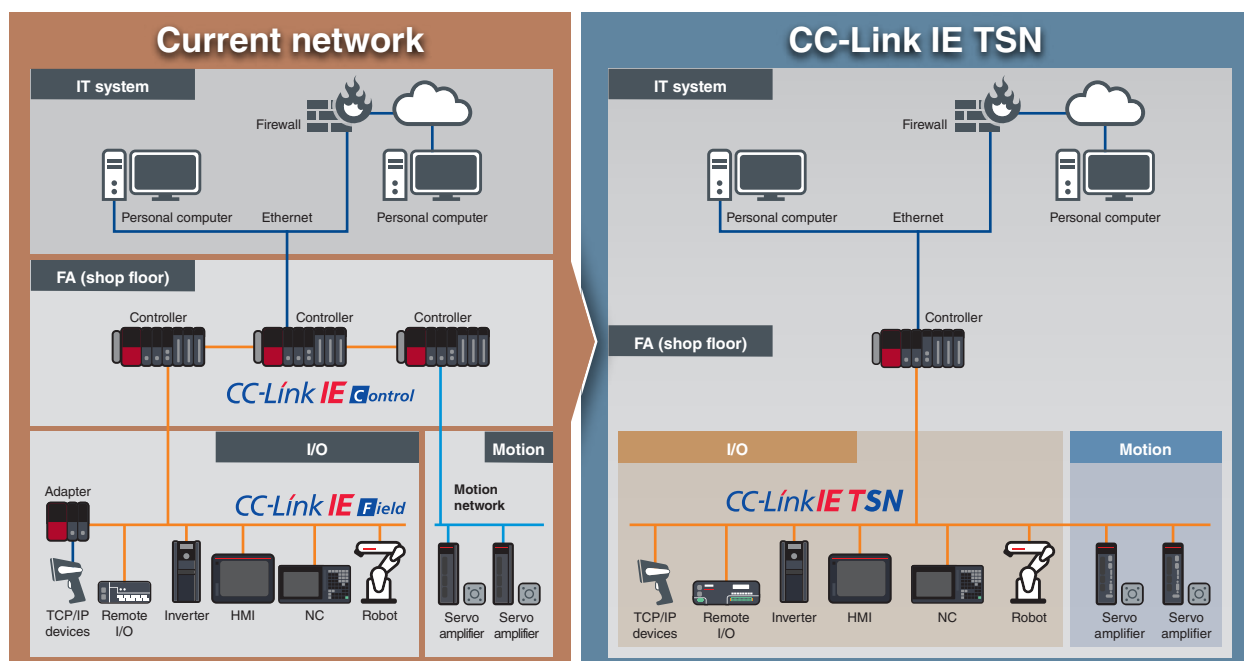 Current network
IT system
Firewall
Personal computer
Ethernet
Personal computer
FA (shop floor)
Controller
Controller
Controller
CC-Link IE Control
I/O
Motion
Adapter
CC-Link IE Field
Motion
network
TCP/IP
devices
Remote
I/O
Inverter
HMI
NC
Robot
Servo
amplifier
Servo
amplifier
CC-Link IE TSN
IT system
Firewall
Personal computer
Ethernet
Personal computer
Controller
FA (shop floor)
I/O
Motion
CC-Link IE TSN
TCP/IP
devices
Remote
I/O
Inverter
HMI
NC
Robot
Servo
amplifier
Servo
amplifier